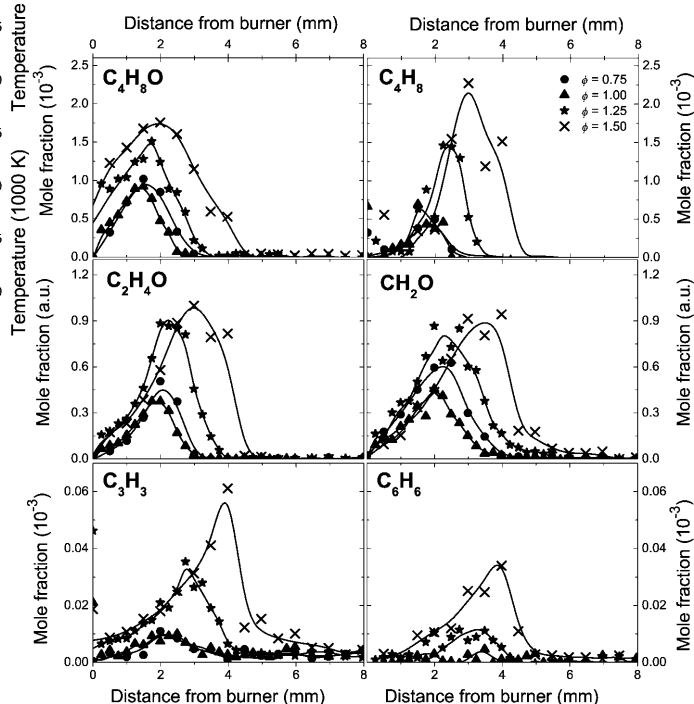 Distance from burner (mm) Distance from burner (mm)
0 2 4 6 8 2 4 6 8
Temperature
Temperature (1000 K)
Mole fraction (10⁻³)
2.5
2.0
1.5
1.0
0.5
0.0
C₄H₈O
C₄H₈
ϕ = 0.75
ϕ = 1.00
ϕ = 1.25
ϕ = 1.50
2.5
2.0
1.5
1.0
0.5
0.0
Mole fraction (10⁻³)
Mole fraction (a.u.)
1.2
0.9
0.6
0.3
0.0
C₂H₄O
CH₂O
1.2
0.9
0.6
0.3
0.0
Mole fraction (a.u.)
Mole fraction (10⁻³)
0.06
0.04
0.02
0.00
C₃H₃
C₆H₆
0.06
0.04
0.02
0.00
Mole fraction (10⁻³)
0 2 4 6 8 2 4 6 8
Distance from burner (mm) Distance from burner (mm)